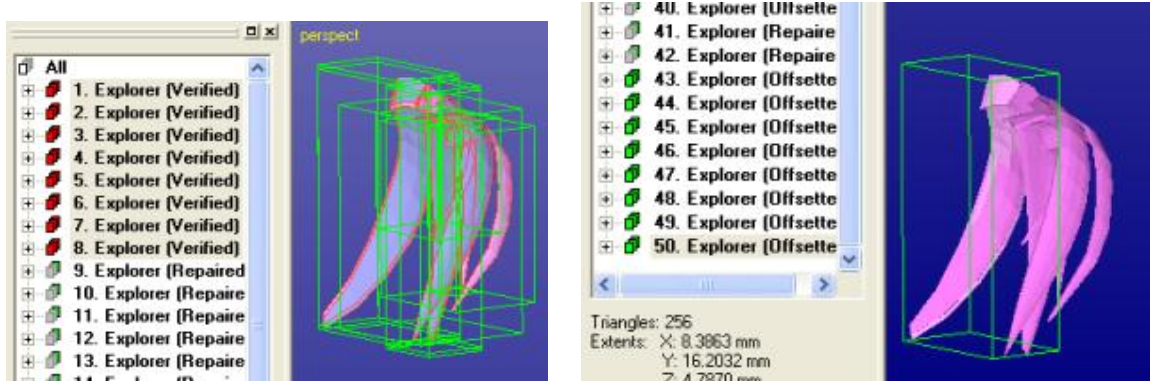 perspect
All
1. Explorer (Verified)
2. Explorer (Verified)
3. Explorer (Verified)
4. Explorer (Verified)
5. Explorer (Verified)
6. Explorer (Verified)
7. Explorer (Verified)
8. Explorer (Verified)
9. Explorer (Repaired
10. Explorer (Repaire
11. Explorer (Repaire
12. Explorer (Repaire
13. Explorer (Repaire
40. Explorer (Offsette
41. Explorer (Repaire
42. Explorer (Repaire
43. Explorer (Offsette
44. Explorer (Offsette
45. Explorer (Offsette
46. Explorer (Offsette
47. Explorer (Offsette
48. Explorer (Offsette
49. Explorer (Offsette
50. Explorer (Offsette
Triangles: 256
Extents: X: 8.3863 mm
Y: 16.2032 mm
Z: 4.7870 mm